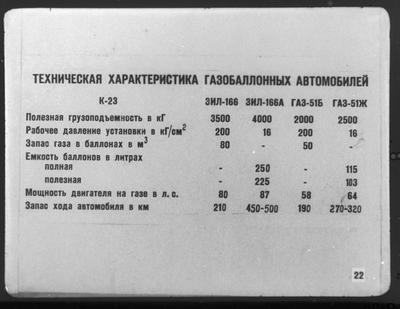 ТЕХНИЧЕСКАЯ ХАРАКТЕРИСТИКА ГАЗОБАЛЛОННЫХ АВТОМОБИЛЕЙ
К-23 ЗИЛ-166 ЗИЛ-166А ГАЗ-51Б ГАЗ-51Ж
Полезная грузоподъемность в кГ 3500 4000 2000 2500
Рабочее давление установки в кГ/см² 200 16 200 16
Запас газа в баллонах в м³ 80 - 50 -
Емкость баллонов в литрах
полная - 250 - 115
полезная - 225 - 103
Мощность двигателя на газе в л.с. 80 87 58 64
Запас хода автомобиля в км 210 450-500 190 270-320
22